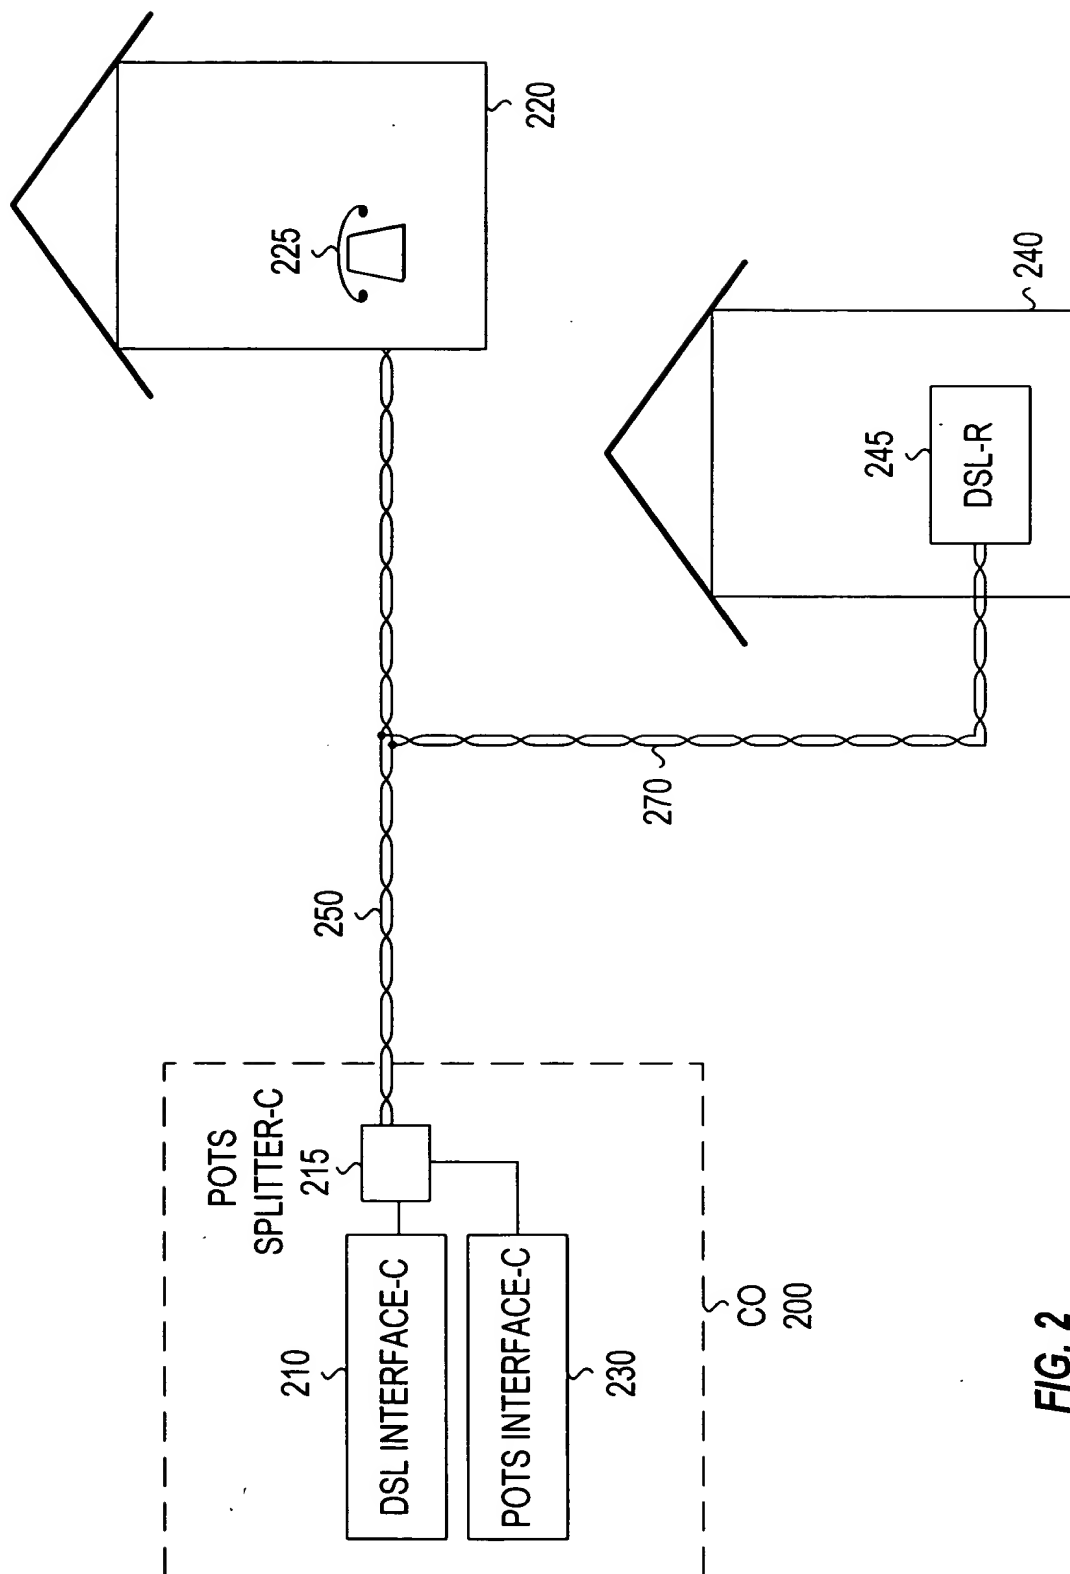 220
225
240
245
DSL-R
270
250
POTS
SPLITTER-C
215
210
DSL INTERFACE-C
POTS INTERFACE-C
230
CO
200
FIG. 2